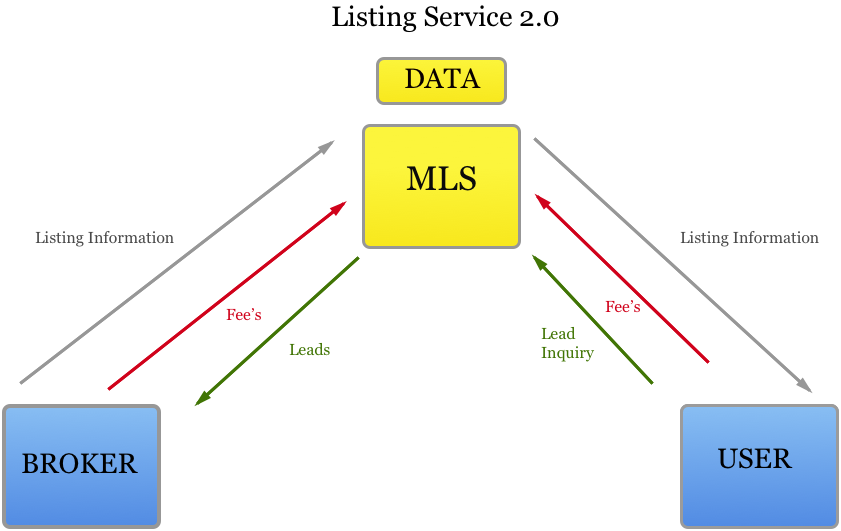 Listing Service 2.0
DATA
MLS
Listing Information
Listing Information
Fee's
Fee's
Leads
Lead
Inquiry
BROKER
USER